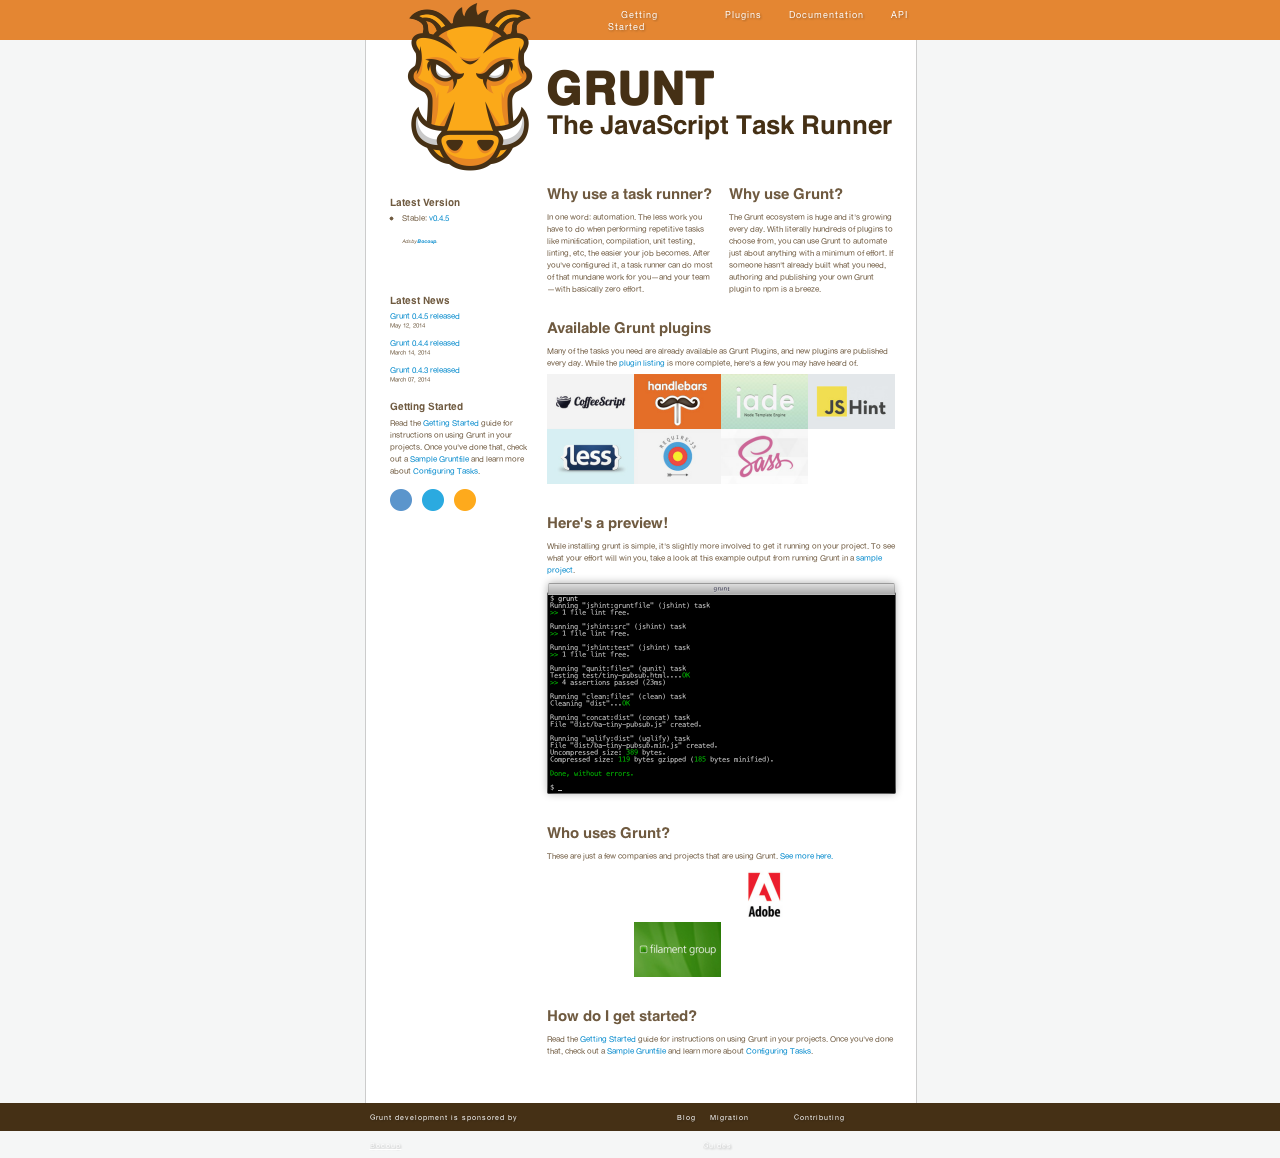 Getting
Started
Plugins
Documentation
API
GRUNT
The JavaScript Task Runner
Latest Version
Stable: v0.4.5
Ads by Bocoup
Latest News
Grunt 0.4.5 released
May 12, 2014
Grunt 0.4.4 released
March 14, 2014
Grunt 0.4.3 released
March 07, 2014
Getting Started
Read the Getting Started guide for
instructions on using Grunt in your
projects. Once you've done that, check
out a Sample Gruntfile and learn more
about Configuring Tasks.
Why use a task runner?
In one word: automation. The less work you
have to do when performing repetitive tasks
like minification, compilation, unit testing,
linting, etc, the easier your job becomes. After
you've configured it, a task runner can do most
of that mundane work for you—and your team
—with basically zero effort.
Why use Grunt?
The Grunt ecosystem is huge and it's growing
every day. With literally hundreds of plugins to
choose from, you can use Grunt to automate
just about anything with a minimum of effort. If
someone hasn't already built what you need,
authoring and publishing your own Grunt
plugin to npm is a breeze.
Available Grunt plugins
Many of the tasks you need are already available as Grunt Plugins, and new plugins are published
every day. While the plugin listing is more complete, here's a few you may have heard of.
CoffeeScript
handlebars
jade
Node Template Engine
JS Hint
{less}
REQUIRE-JS
Sass
Here's a preview!
While installing grunt is simple, it's slightly more involved to get it running on your project. To see
what your effort will win you, take a look at this example output from running Grunt in a sample
project.
grunt
$ grunt
Running "jshint:gruntfile" (jshint) task
>> 1 file lint free.
Running "jshint:src" (jshint) task
>> 1 file lint free.
Running "jshint:test" (jshint) task
>> 1 file lint free.
Running "qunit:files" (qunit) task
Testing test/tiny-pubsub.html....OK
>> 4 assertions passed (23ms)
Running "clean:files" (clean) task
Cleaning "dist"...OK
Running "concat:dist" (concat) task
File "dist/ba-tiny-pubsub.js" created.
Running "uglify:dist" (uglify) task
File "dist/ba-tiny-pubsub.min.js" created.
Uncompressed size: 389 bytes.
Compressed size: 119 bytes gzipped (185 bytes minified).
Done, without errors.
$ _
Who uses Grunt?
These are just a few companies and projects that are using Grunt. See more here.
Adobe
filament group
How do I get started?
Read the Getting Started guide for instructions on using Grunt in your projects. Once you've done
that, check out a Sample Gruntfile and learn more about Configuring Tasks.
Grunt development is sponsored by
Blog
Migration
Contributing
Bocoup